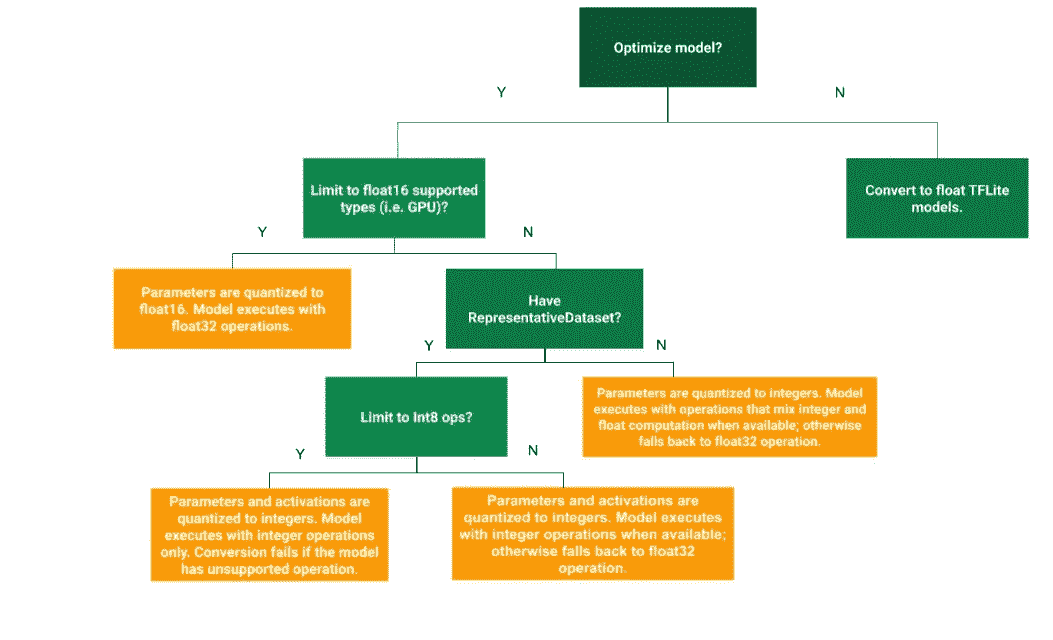 Optimize model?
Y
N
Limit to float16 supported
types (i.e. GPU)?
Convert to float TFLite
models.
Y
N
Parameters are quantized to
float16. Model executes with
float32 operations.
Have
RepresentativeDataset?
Y
N
Limit to Int8 ops?
Parameters are quantized to integers. Model
executes with operations that mix integer and
float computation when available; otherwise
falls back to float32 operation.
Y
N
Parameters and activations are
quantized to integers. Model
executes with integer operations
only. Conversion fails if the model
has unsupported operation.
Parameters and activations are
quantized to integers. Model executes
with integer operations when available;
otherwise falls back to float32
operation.